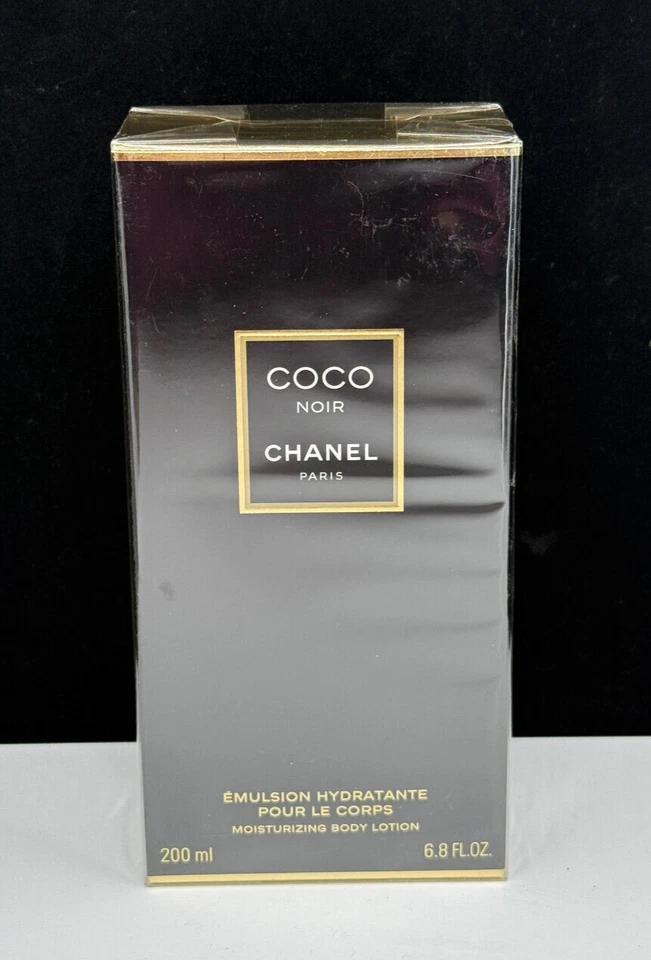 COCO
NOIR
CHANEL
PARIS
ÉMULSION HYDRATANTE
POUR LE CORPS
MOISTURIZING BODY LOTION
200 ml 6.8 FL.OZ.